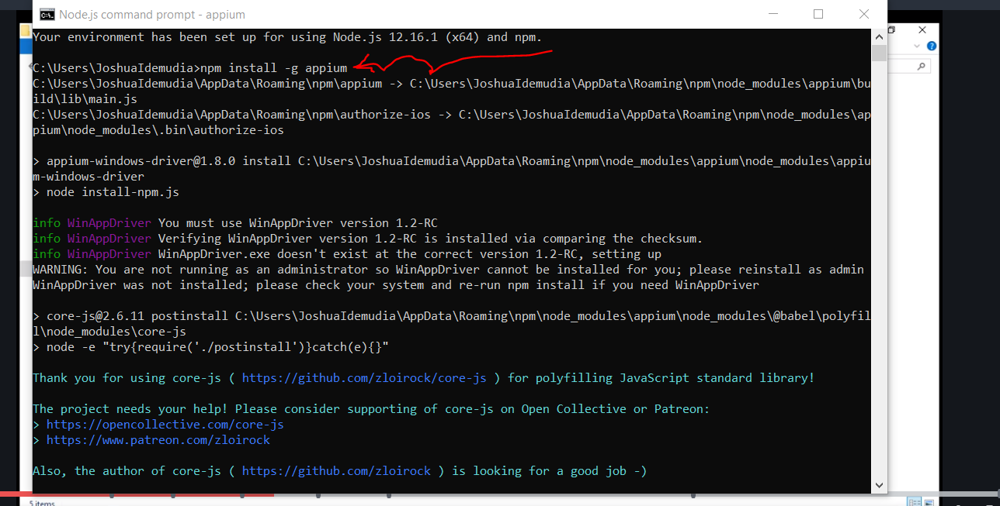 Node.js command prompt - appium
Your environment has been set up for using Node.js 12.16.1 (x64) and npm.
C:\Users\JoshuaIdemudia>npm install -g appium
C:\Users\JoshuaIdemudia\AppData\Roaming\npm\appium -> C:\Users\JoshuaIdemudia\AppData\Roaming\npm\node_modules\appium\bu
ild\lib\main.js
C:\Users\JoshuaIdemudia\AppData\Roaming\npm\authorize-ios -> C:\Users\JoshuaIdemudia\AppData\Roaming\npm\node_modules\ap
pium\node_modules\.bin\authorize-ios
> appium-windows-driver@1.8.0 install C:\Users\JoshuaIdemudia\AppData\Roaming\npm\node_modules\appium\node_modules\appiu
m-windows-driver
> node install-npm.js
info WinAppDriver You must use WinAppDriver version 1.2-RC
info WinAppDriver Verifying WinAppDriver version 1.2-RC is installed via comparing the checksum.
info WinAppDriver WinAppDriver.exe doesn't exist at the correct version 1.2-RC, setting up
WARNING: You are not running as an administrator so WinAppDriver cannot be installed for you; please reinstall as admin
WinAppDriver was not installed; please check your system and re-run npm install if you need WinAppDriver
> core-js@2.6.11 postinstall C:\Users\JoshuaIdemudia\AppData\Roaming\npm\node_modules\appium\node_modules\@babel\polyfil
l\node_modules\core-js
> node -e "try{require('./postinstall')}catch(e){}"
Thank you for using core-js ( https://github.com/zloirock/core-js ) for polyfilling JavaScript standard library!
The project needs your help! Please consider supporting of core-js on Open Collective or Patreon:
> https://opencollective.com/core-js
> https://www.patreon.com/zloirock
Also, the author of core-js ( https://github.com/zloirock ) is looking for a good job -)
5 items